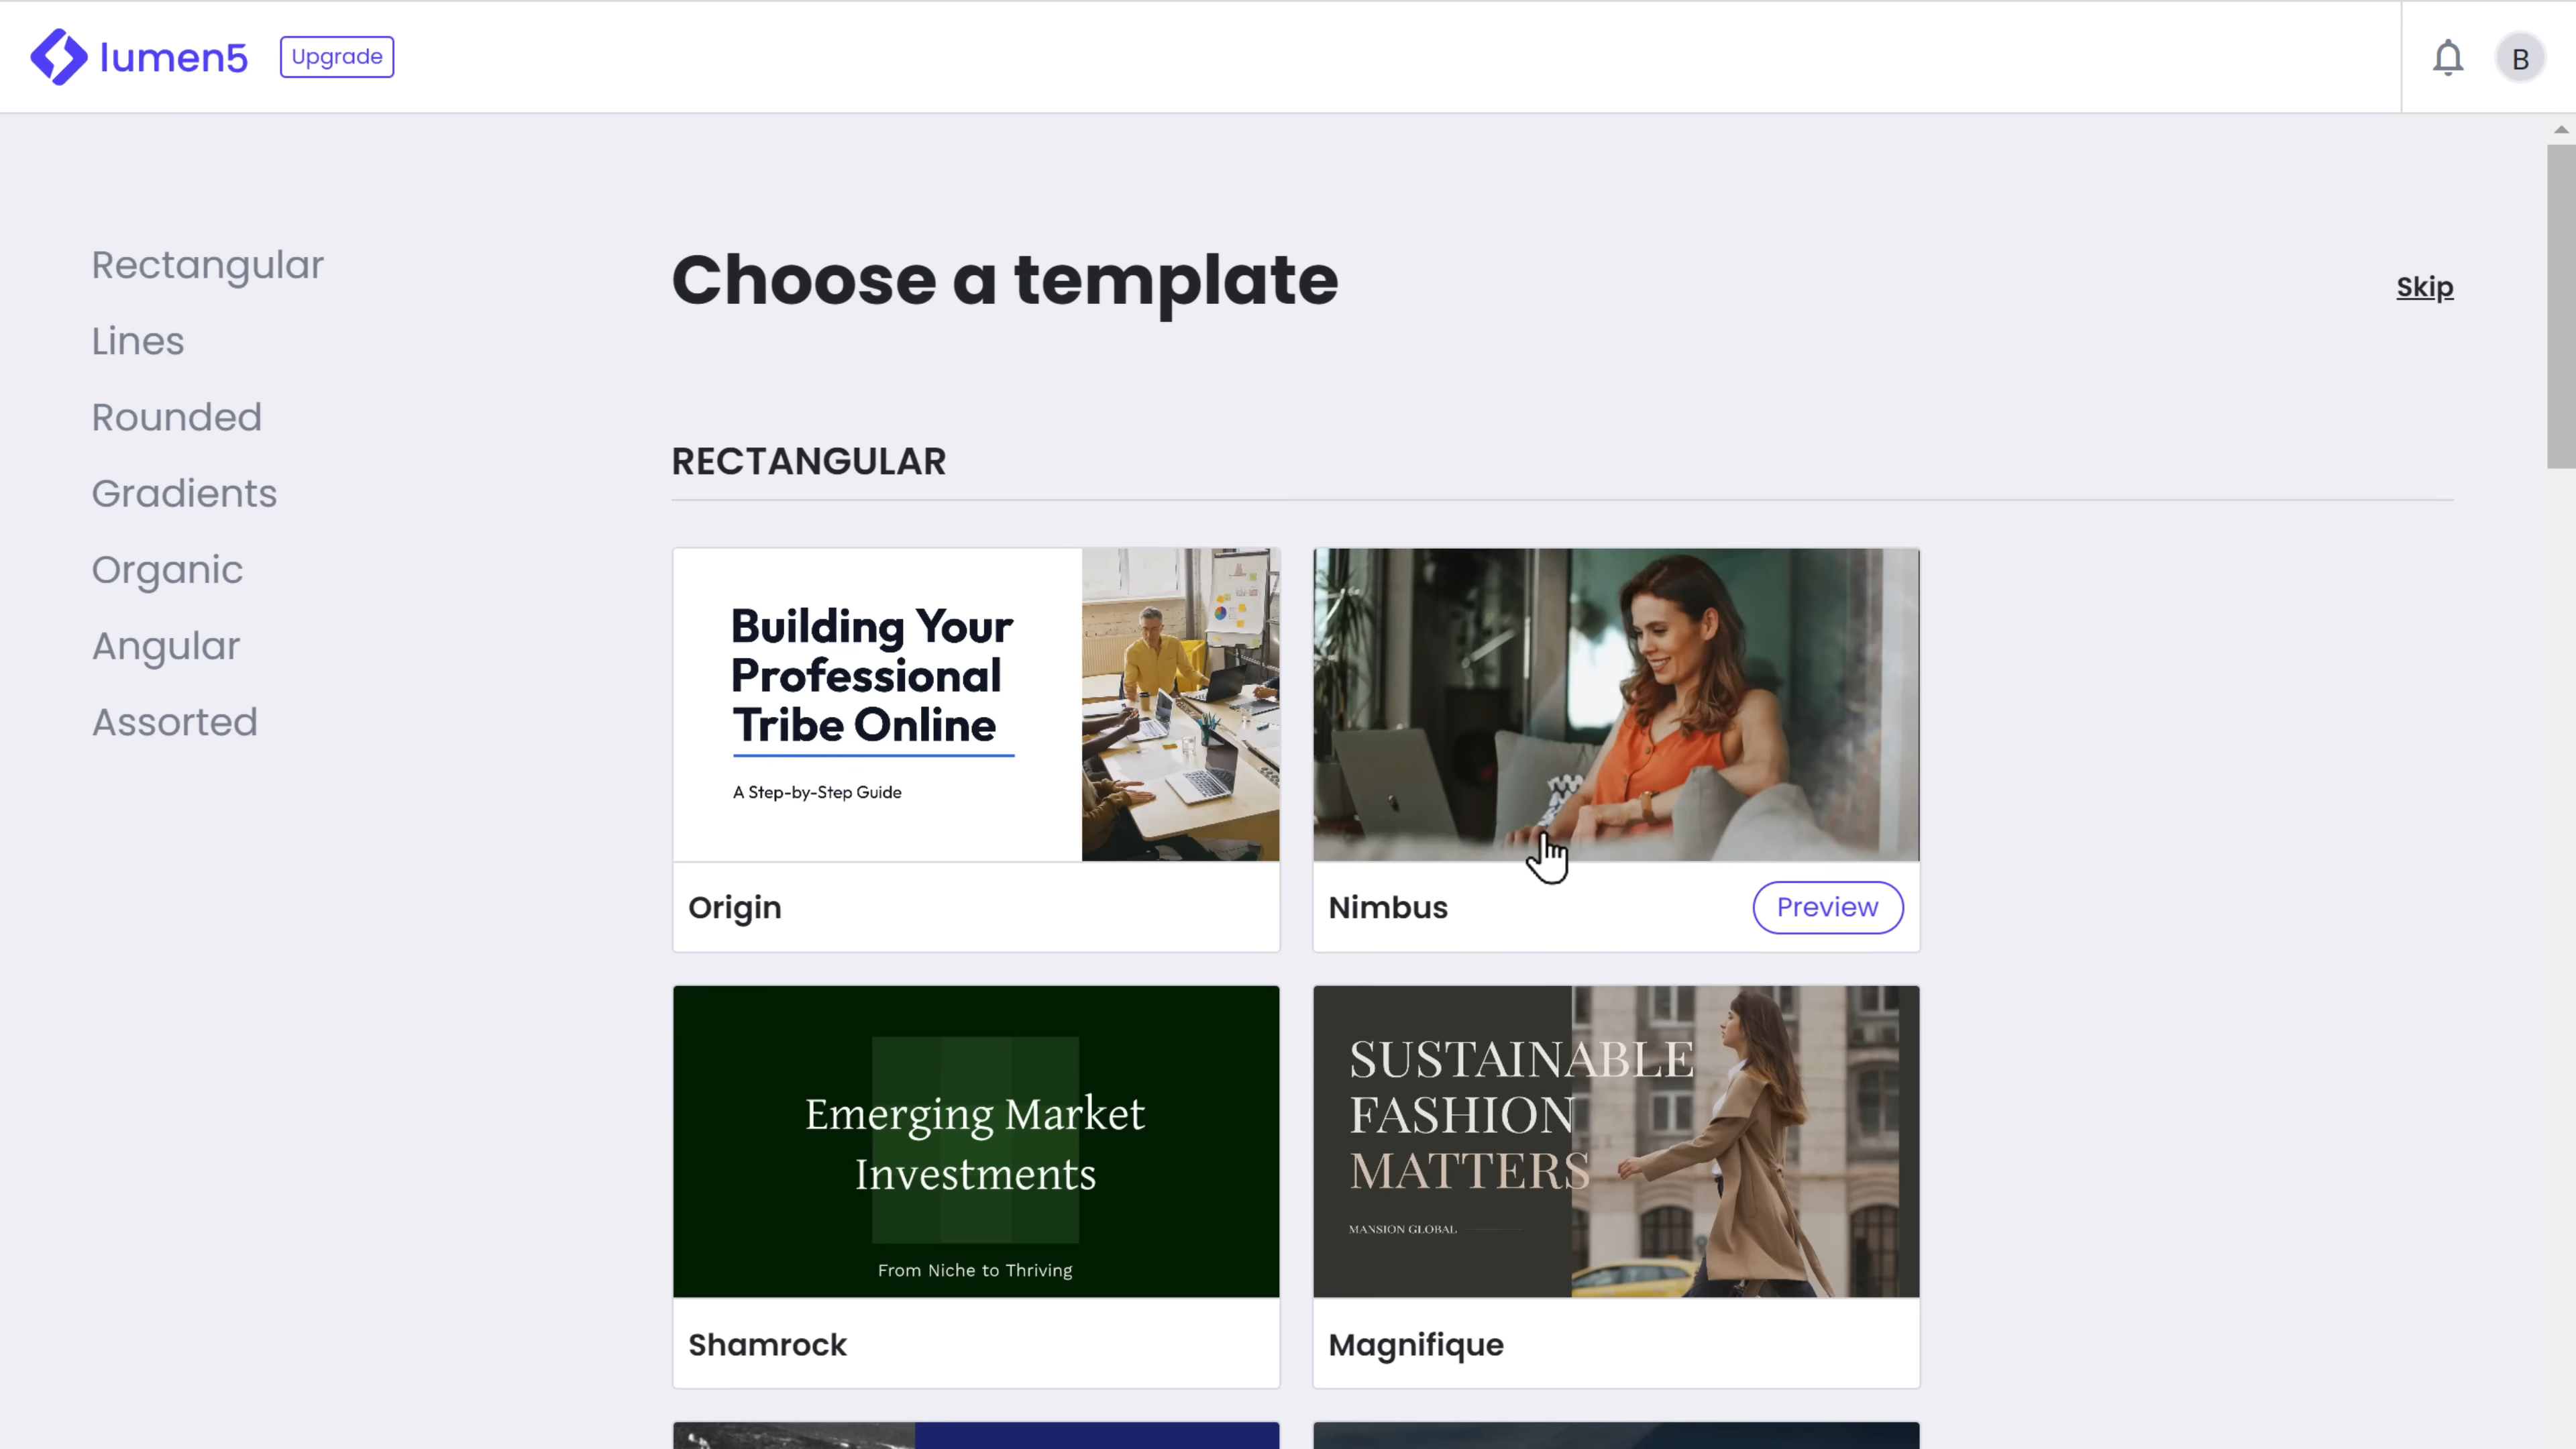 lumen5
Upgrade
B
Rectangular
Lines
Rounded
Gradients
Organic
Angular
Assorted
Choose a template
Skip
RECTANGULAR
Building Your
Professional
Tribe Online
A Step-by-Step Guide
Origin
Nimbus
Preview
Emerging Market
Investments
From Niche to Thriving
Shamrock
SUSTAINABLE
FASHION
MATTERS
MANSION GLOBAL
Magnifique